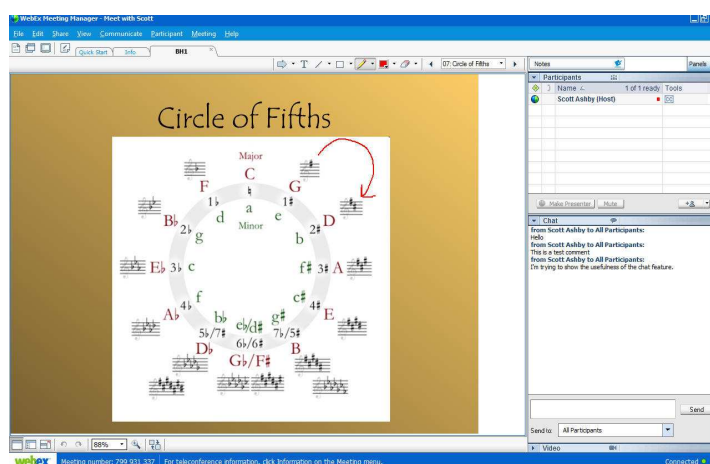 WebEx Meeting Manager - Meet with Scott
File Edit Share View Communicate Participant Meeting Help
Quick Start Info BH1 ×
T 07: Circle of Fifths
Circle of Fifths
Major
C
F G
1♭ 1♯
a
d e
Minor
B♭ D
2♭ 2♯
g b
E♭ 3♭ c f♯ 3♯ A
f c♯
4♭ 4♯
A♭ E
b♭ g♯
e♭/d♯
5♭/7♯ 7♭/5♯
6♭/6♯
D♭ B
G♭/F♯
88%
Notes Panels
Participants
Name 1 of 1 ready Tools
Scott Ashby (Host)
Make Presenter Mute
Chat
from Scott Ashby to All Participants:
Hello
from Scott Ashby to All Participants:
This is a test comment
from Scott Ashby to All Participants:
I'm trying to show the usefulness of the chat feature.
Send
Send to: All Participants
Video
webex Meeting number: 799 931 337 For teleconference information, click Information on the Meeting menu. Connected